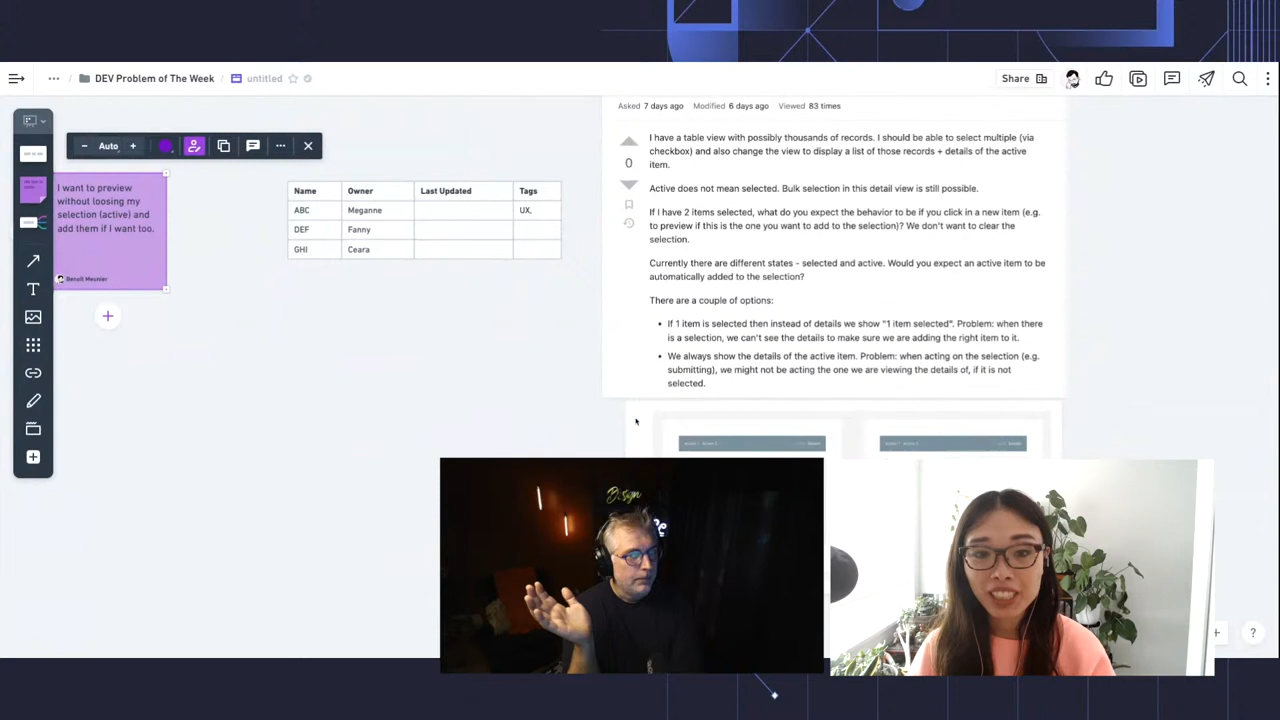 ... / DEV Problem of The Week / untitled
Share
Auto
I want to preview
without loosing my
selection (active) and
add them if I want too.
Benoit Meunier
Name Owner Last Updated Tags
ABC Meganne UX,
DEF Fanny
GHI Ceara
Asked 7 days ago Modified 6 days ago Viewed 83 times
0
I have a table view with possibly thousands of records. I should be able to select multiple (via
checkbox) and also change the view to display a list of those records + details of the active
item.
Active does not mean selected. Bulk selection in this detail view is still possible.
If I have 2 items selected, what do you expect the behavior to be if you click in a new item (e.g.
to preview if this is the one you want to add to the selection)? We don't want to clear the
selection.
Currently there are different states - selected and active. Would you expect an active item to be
automatically added to the selection?
There are a couple of options:
• If 1 item is selected then instead of details we show "1 item selected". Problem: when there
is a selection, we can't see the details to make sure we are adding the right item to it.
• We always show the details of the active item. Problem: when acting on the selection (e.g.
submitting), we might not be acting the one we are viewing the details of, if it is not
selected.
Design